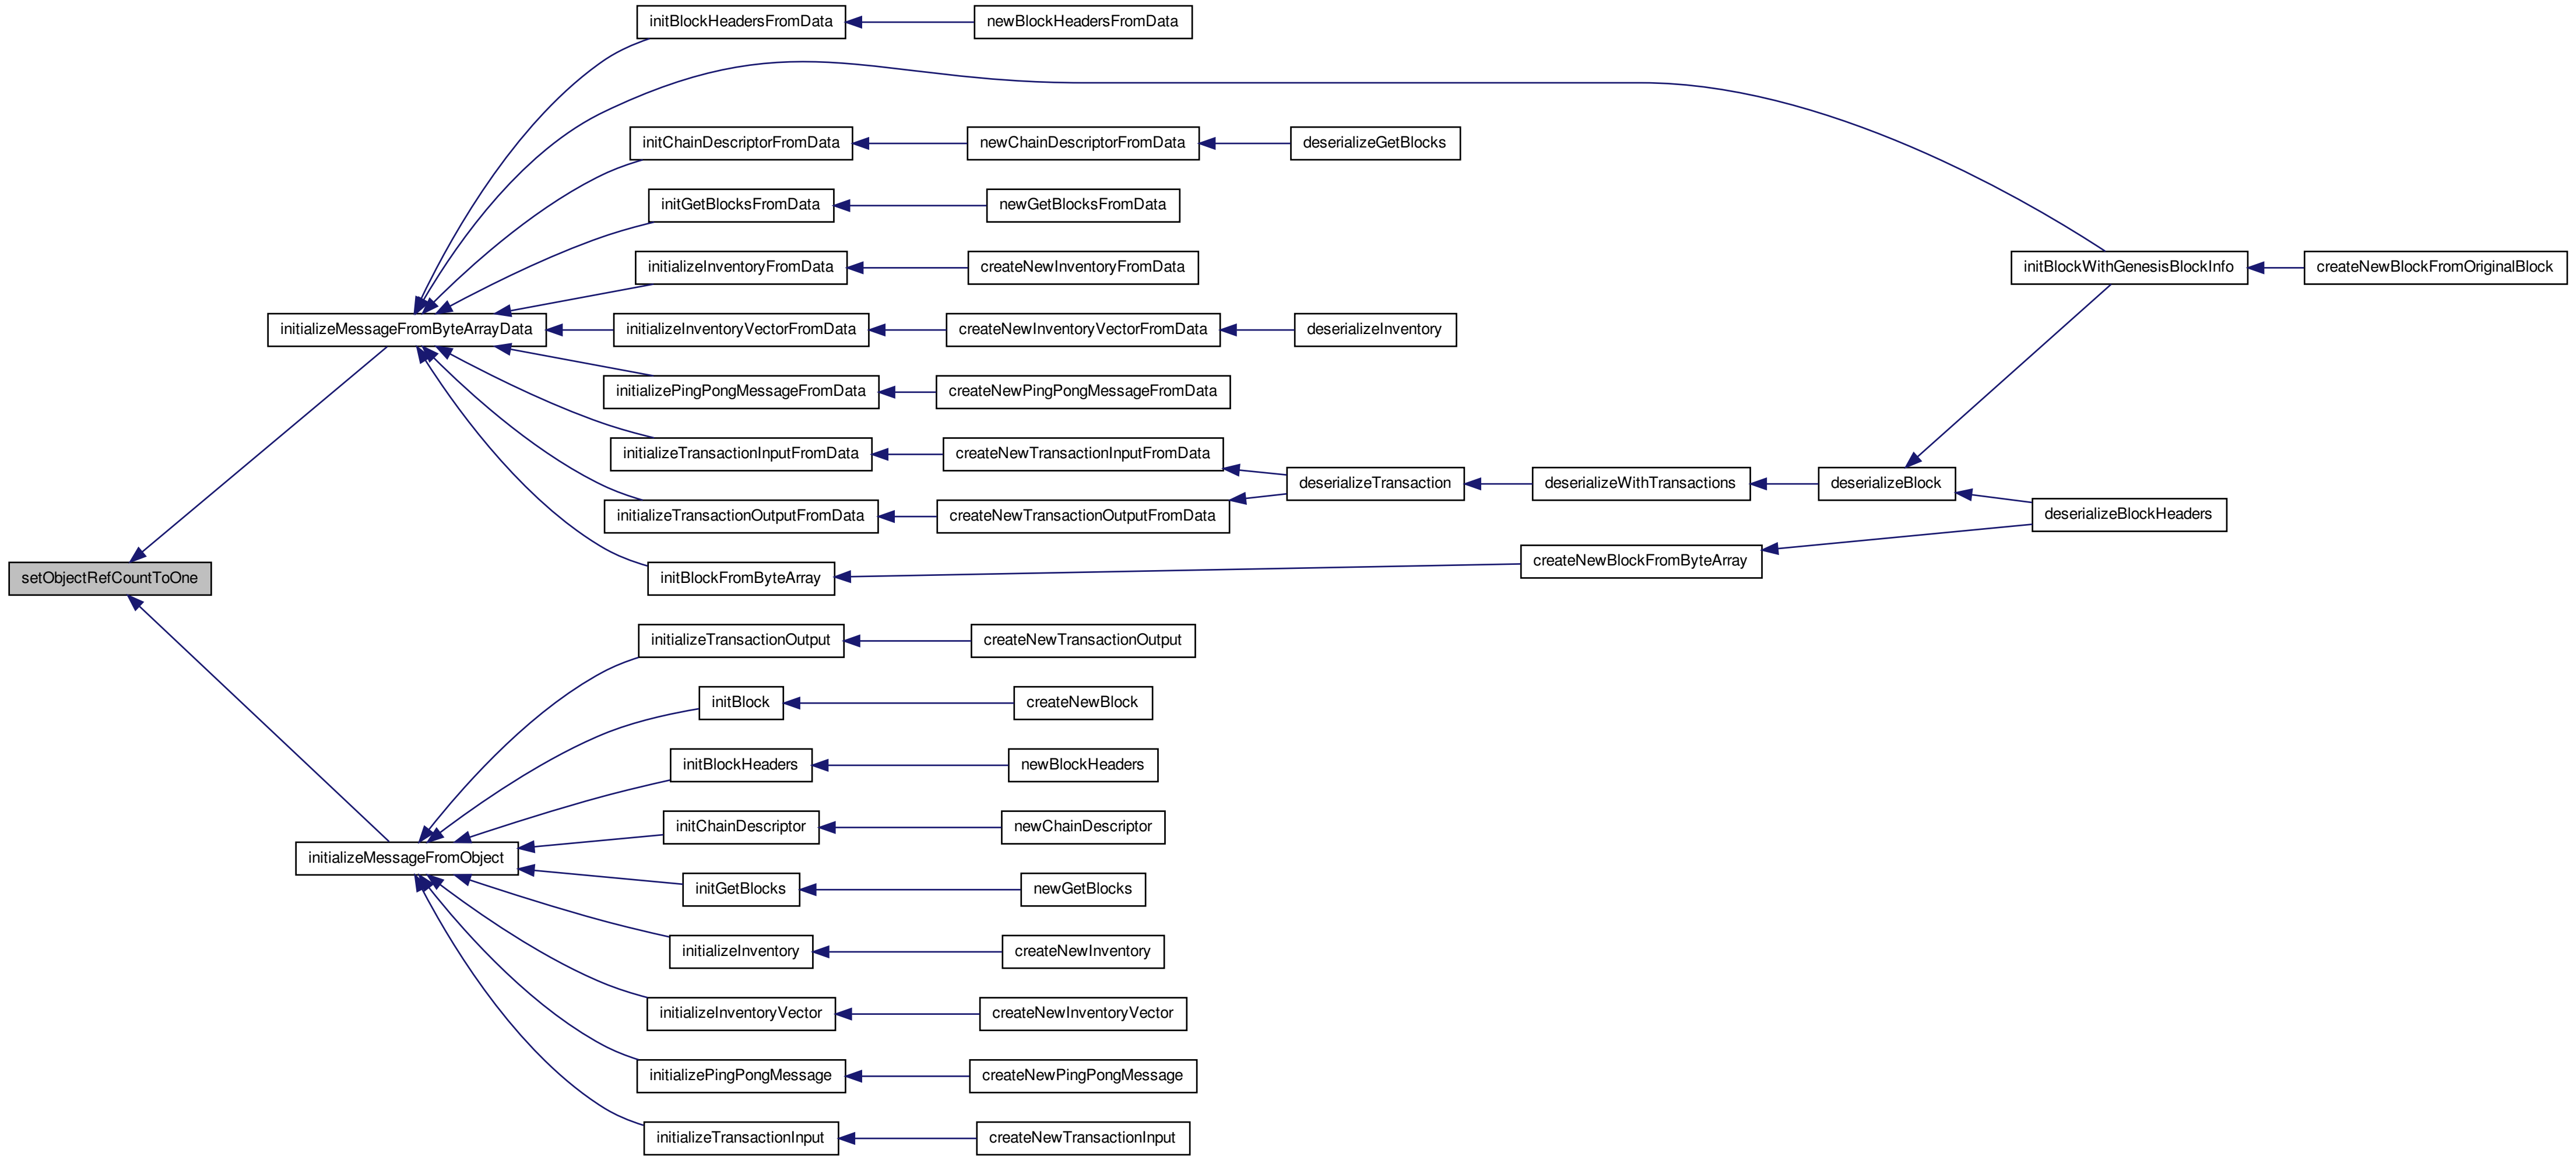 initBlockHeadersFromData
newBlockHeadersFromData
initChainDescriptorFromData
newChainDescriptorFromData
deserializeGetBlocks
initGetBlocksFromData
newGetBlocksFromData
initializeInventoryFromData
createNewInventoryFromData
initBlockWithGenesisBlockInfo
createNewBlockFromOriginalBlock
initializeMessageFromByteArrayData
initializeInventoryVectorFromData
createNewInventoryVectorFromData
deserializeInventory
initializePingPongMessageFromData
createNewPingPongMessageFromData
initializeTransactionInputFromData
createNewTransactionInputFromData
deserializeTransaction
deserializeWithTransactions
deserializeBlock
initializeTransactionOutputFromData
createNewTransactionOutputFromData
deserializeBlockHeaders
createNewBlockFromByteArray
setObjectRefCountToOne
initBlockFromByteArray
initializeTransactionOutput
createNewTransactionOutput
initBlock
createNewBlock
initBlockHeaders
newBlockHeaders
initChainDescriptor
newChainDescriptor
initializeMessageFromObject
initGetBlocks
newGetBlocks
initializeInventory
createNewInventory
initializeInventoryVector
createNewInventoryVector
initializePingPongMessage
createNewPingPongMessage
initializeTransactionInput
createNewTransactionInput